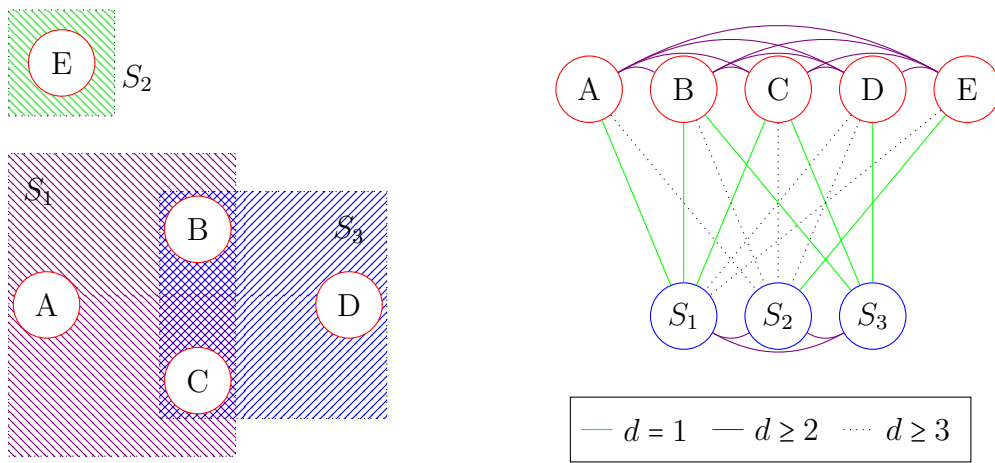 E
S₂
S₁
B
S₃
A
D
C
A B C D E
S₁ S₂ S₃
d = 1 d ≥ 2 d ≥ 3